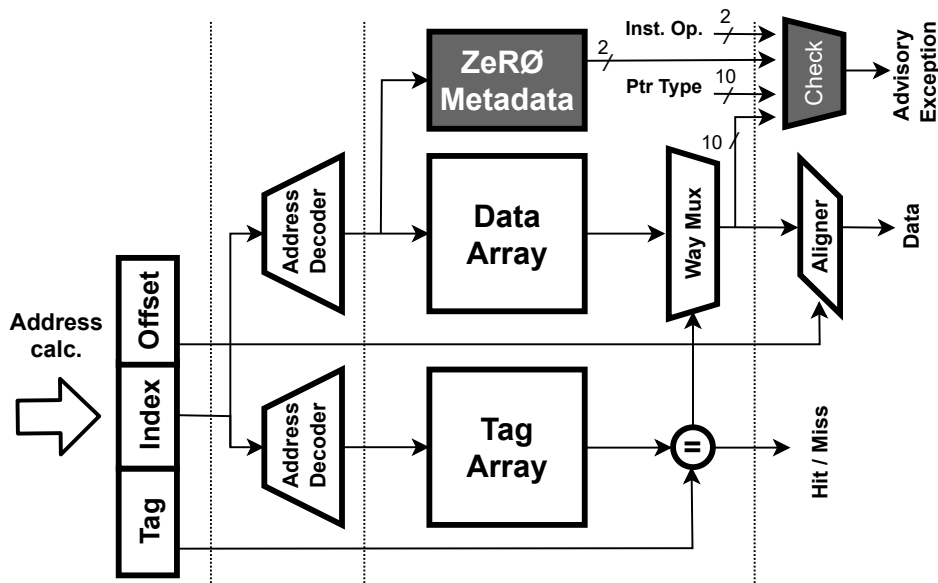 Address
calc.
Offset
Index
Tag
Address
Decoder
Address
Decoder
ZeRØ
Metadata
Data
Array
Tag
Array
2
Inst. Op.
2
Ptr Type
10
10
Way Mux
=
Check
Aligner
Advisory
Exception
Data
Hit / Miss